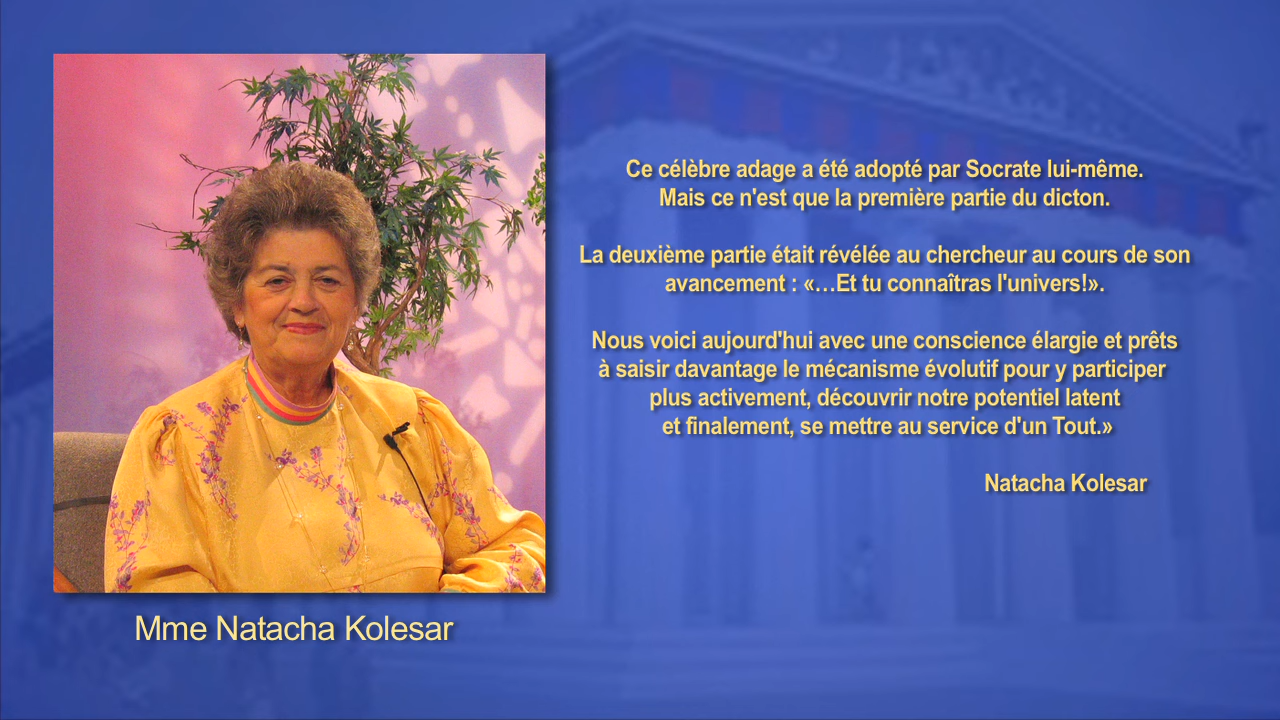 Ce célèbre adage a été adopté par Socrate lui-même.
Mais ce n'est que la première partie du dicton.
La deuxième partie était révélée au chercheur au cours de son
avancement : «…Et tu connaîtras l'univers!».
Nous voici aujourd'hui avec une conscience élargie et prêts
à saisir davantage le mécanisme évolutif pour y participer
plus activement, découvrir notre potentiel latent
et finalement, se mettre au service d'un Tout.»
Natacha Kolesar
Mme Natacha Kolesar